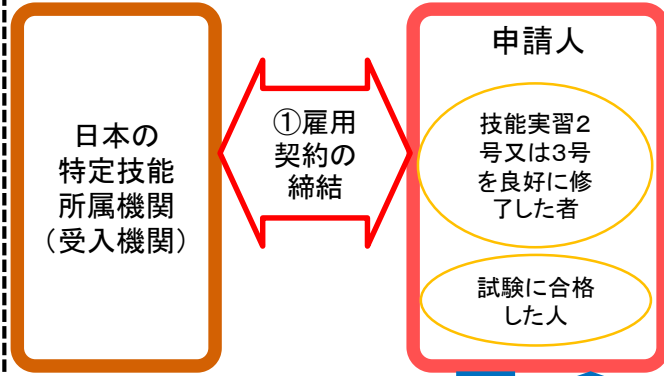 日本の
特定技能
所属機関
（受入機関）
①雇用
契約の
締結
申請人
技能実習２
号又は３号
を良好に修
了した者
試験に合格
した人